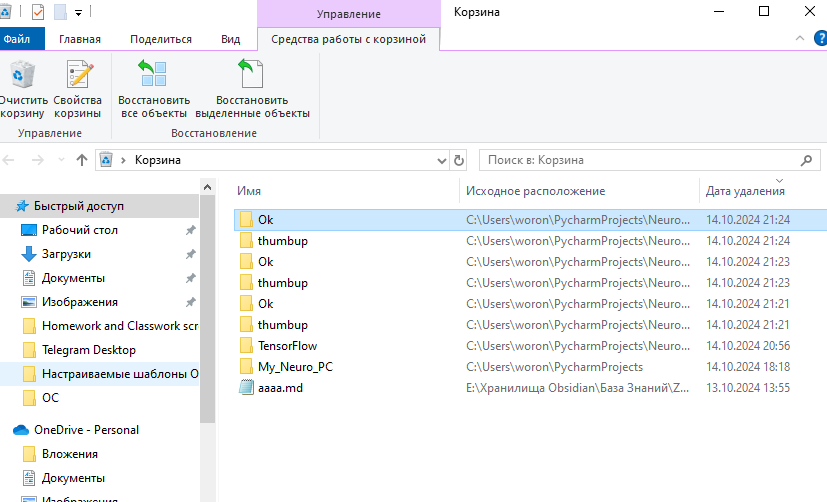 Управление
Корзина
Файл
Главная
Поделиться
Вид
Средства работы с корзиной
Очистить корзину
Свойства корзины
Восстановить все объекты
Восстановить выделенные объекты
Управление
Восстановление
Корзина
Поиск в: Корзина
Быстрый доступ
Рабочий стол
Загрузки
Документы
Изображения
Homework and Classwork scr
Telegram Desktop
Настраиваемые шаблоны O
ОС
OneDrive - Personal
Вложения
Документы
Изображения
Имя Исходное расположение Дата удаления
Ok C:\Users\woron\PycharmProjects\Neuro... 14.10.2024 21:24
thumbup C:\Users\woron\PycharmProjects\Neuro... 14.10.2024 21:24
Ok C:\Users\woron\PycharmProjects\Neuro... 14.10.2024 21:23
thumbup C:\Users\woron\PycharmProjects\Neuro... 14.10.2024 21:23
Ok C:\Users\woron\PycharmProjects\Neuro... 14.10.2024 21:21
thumbup C:\Users\woron\PycharmProjects\Neuro... 14.10.2024 21:21
TensorFlow C:\Users\woron\PycharmProjects\Neuro... 14.10.2024 20:56
My_Neuro_PC C:\Users\woron\PycharmProjects 14.10.2024 18:18
aaaa.md E:\Хранилища Obsidian\База Знаний\Z... 13.10.2024 13:55